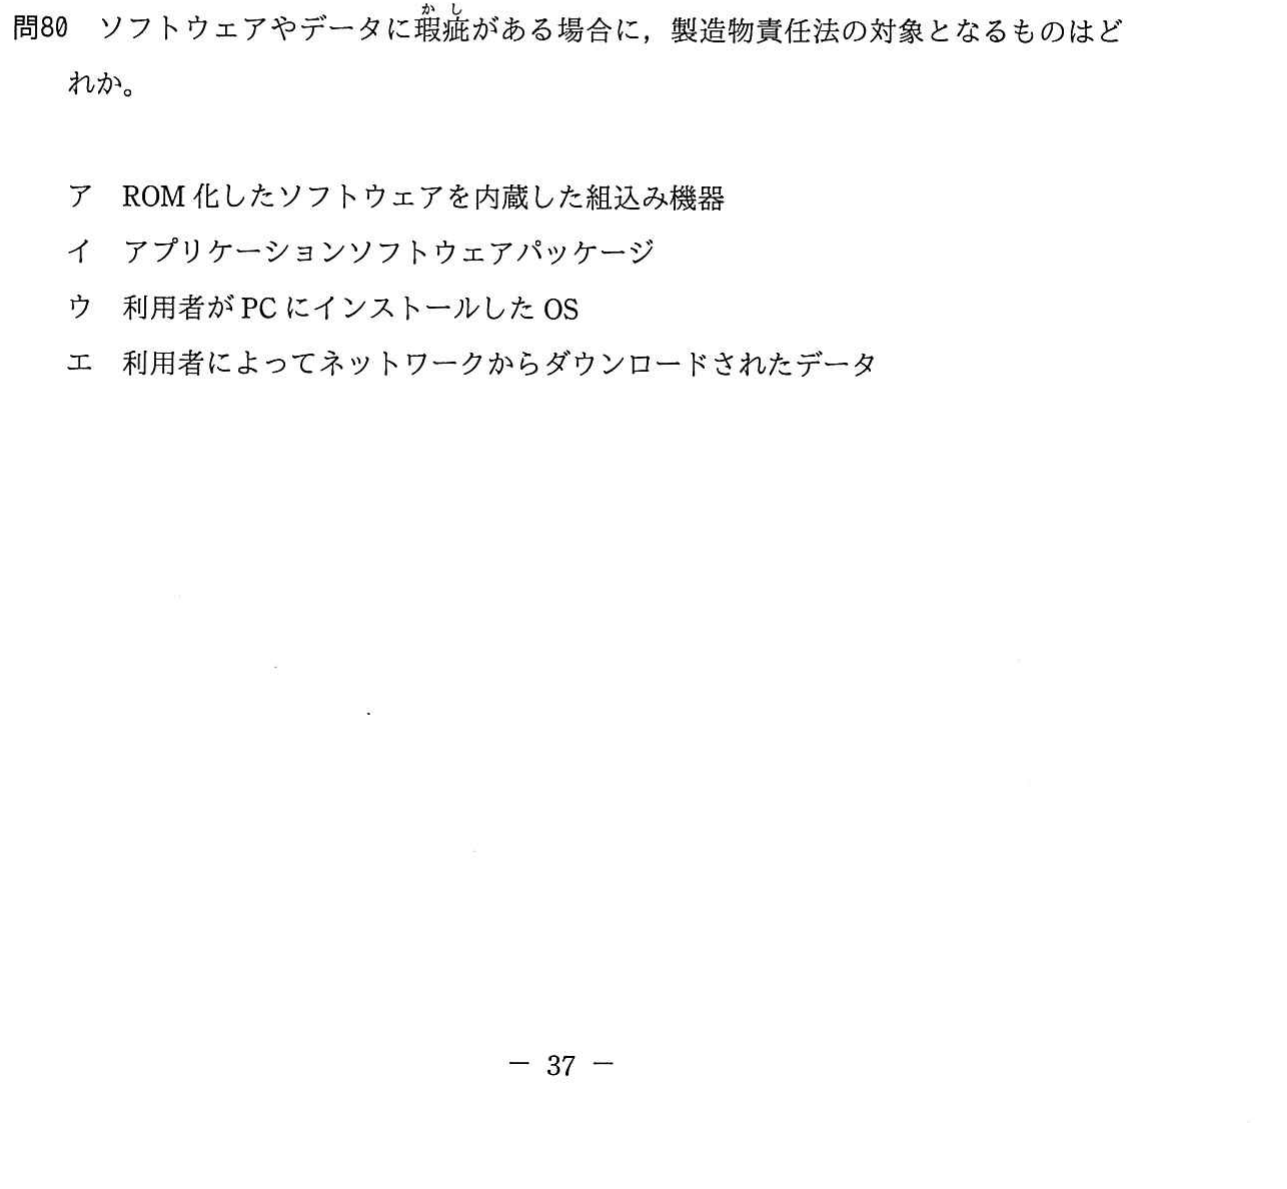 かし
問80　ソフトウェアやデータに瑕疵がある場合に，製造物責任法の対象となるものはど
れか。
ア　ROM化したソフトウェアを内蔵した組込み機器
イ　アプリケーションソフトウェアパッケージ
ウ　利用者がPCにインストールしたOS
エ　利用者によってネットワークからダウンロードされたデータ
－ 37 －